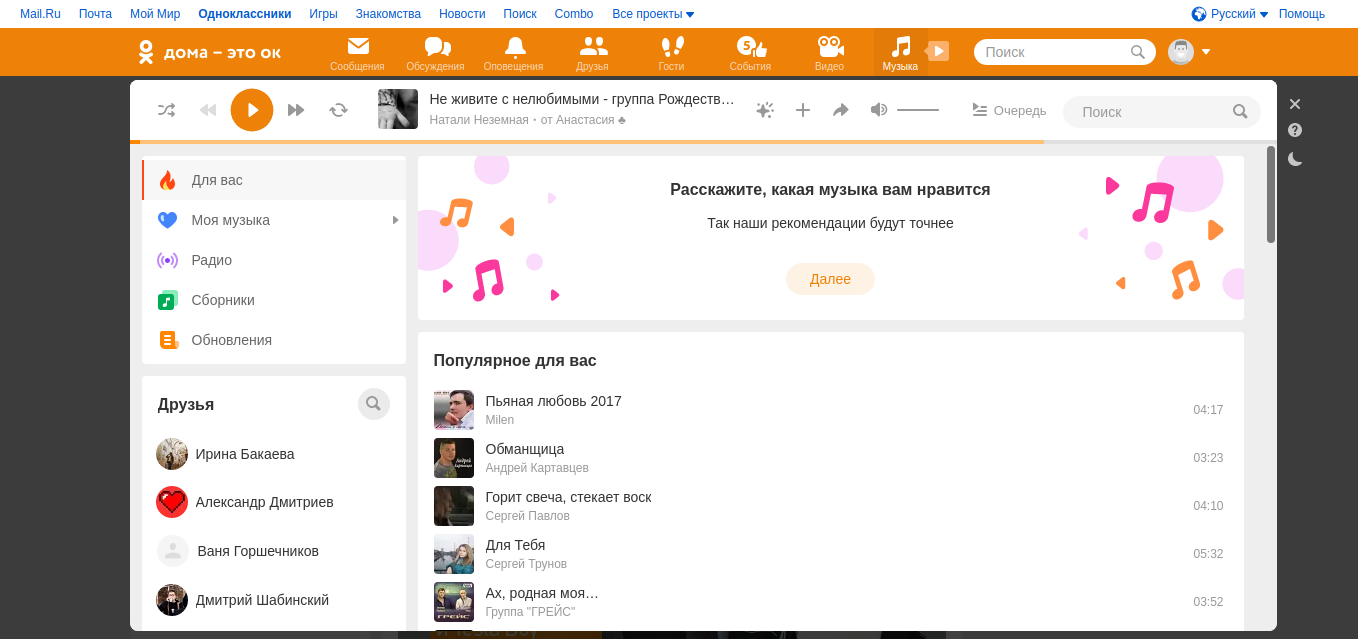 Mail.Ru Почта Мой Мир Одноклассники Игры Знакомства Новости Поиск Combo Все проекты Русский Помощь
дома – это ок
Сообщения Обсуждения 5 Оповещения Друзья Гости События Видео Музыка Поиск
Не живите с нелюбимыми - группа Рождеств…
Натали Неземная • от Анастасия ♣
Очередь Поиск
?
Для вас
Моя музыка
Радио
Сборники
Обновления
Расскажите, какая музыка вам нравится
Так наши рекомендации будут точнее
Далее
Друзья
Ирина Бакаева
Александр Дмитриев
Ваня Горшечников
Дмитрий Шабинский
Популярное для вас
Пьяная любовь 2017
Milen
04:17
Обманщица
Андрей Картавцев
03:23
Горит свеча, стекает воск
Сергей Павлов
04:10
Для Тебя
Сергей Трунов
05:32
Ах, родная моя…
Группа "ГРЕЙС"
03:52
ГРЕЙС